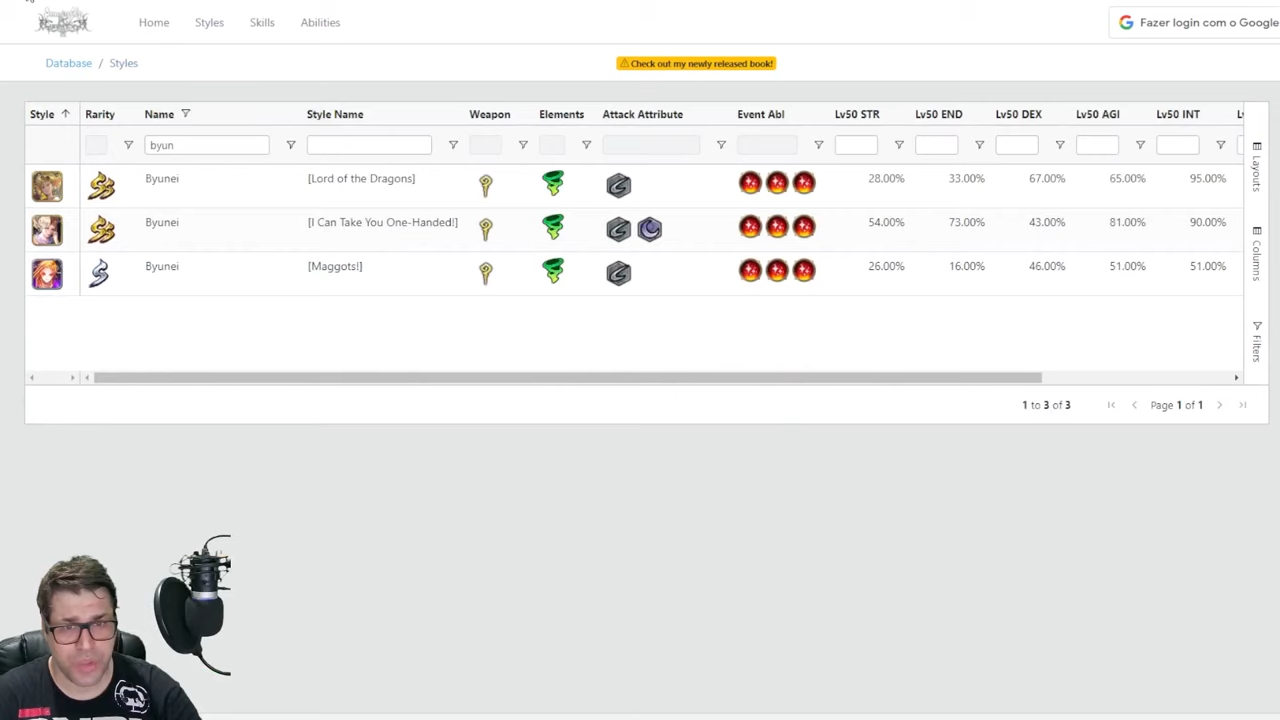 Home Styles Skills Abilities
Fazer login com o Google
Database / Styles
Check out my newly released book!
Style Rarity Name Style Name Weapon Elements Attack Attribute Event Abl Lv50 STR Lv50 END Lv50 DEX Lv50 AGI Lv50 INT
byun
Byunei [Lord of the Dragons] 28.00% 33.00% 67.00% 65.00% 95.00%
Byunei [I Can Take You One-Handed!] 54.00% 73.00% 43.00% 81.00% 90.00%
Byunei [Maggots!] 26.00% 16.00% 46.00% 51.00% 51.00%
Layouts
Columns
Filters
1 to 3 of 3 Page 1 of 1